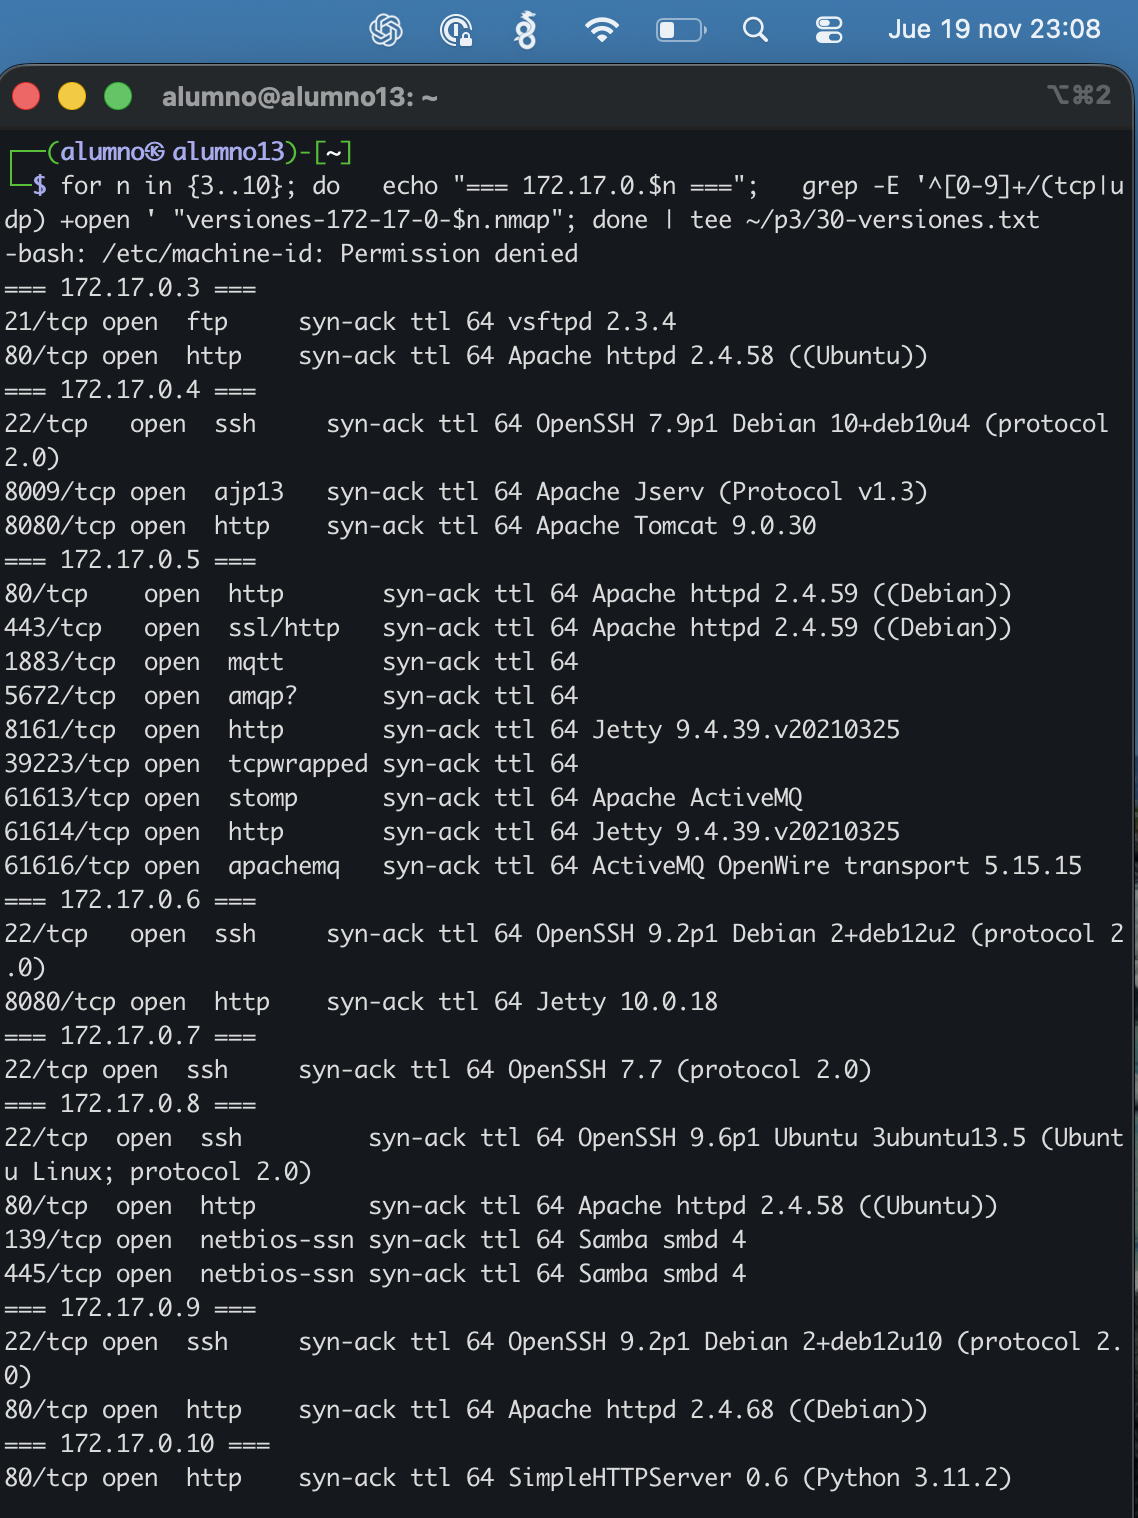 Jue 19 nov 23:08
alumno@alumno13: ~ ⌥⌘2
┌──(alumno㉿ alumno13)-[~]
└─$ for n in {3..10}; do   echo "=== 172.17.0.$n ===";   grep -E '^[0-9]+/(tcp|u
dp) +open ' "versiones-172-17-0-$n.nmap"; done | tee ~/p3/30-versiones.txt
-bash: /etc/machine-id: Permission denied
=== 172.17.0.3 ===
21/tcp open  ftp     syn-ack ttl 64 vsftpd 2.3.4
80/tcp open  http    syn-ack ttl 64 Apache httpd 2.4.58 ((Ubuntu))
=== 172.17.0.4 ===
22/tcp   open  ssh     syn-ack ttl 64 OpenSSH 7.9p1 Debian 10+deb10u4 (protocol
2.0)
8009/tcp open  ajp13   syn-ack ttl 64 Apache Jserv (Protocol v1.3)
8080/tcp open  http    syn-ack ttl 64 Apache Tomcat 9.0.30
=== 172.17.0.5 ===
80/tcp    open  http       syn-ack ttl 64 Apache httpd 2.4.59 ((Debian))
443/tcp   open  ssl/http   syn-ack ttl 64 Apache httpd 2.4.59 ((Debian))
1883/tcp  open  mqtt       syn-ack ttl 64
5672/tcp  open  amqp?      syn-ack ttl 64
8161/tcp  open  http       syn-ack ttl 64 Jetty 9.4.39.v20210325
39223/tcp open  tcpwrapped syn-ack ttl 64
61613/tcp open  stomp      syn-ack ttl 64 Apache ActiveMQ
61614/tcp open  http       syn-ack ttl 64 Jetty 9.4.39.v20210325
61616/tcp open  apachemq   syn-ack ttl 64 ActiveMQ OpenWire transport 5.15.15
=== 172.17.0.6 ===
22/tcp   open  ssh     syn-ack ttl 64 OpenSSH 9.2p1 Debian 2+deb12u2 (protocol 2
.0)
8080/tcp open  http    syn-ack ttl 64 Jetty 10.0.18
=== 172.17.0.7 ===
22/tcp open  ssh     syn-ack ttl 64 OpenSSH 7.7 (protocol 2.0)
=== 172.17.0.8 ===
22/tcp  open  ssh         syn-ack ttl 64 OpenSSH 9.6p1 Ubuntu 3ubuntu13.5 (Ubunt
u Linux; protocol 2.0)
80/tcp  open  http        syn-ack ttl 64 Apache httpd 2.4.58 ((Ubuntu))
139/tcp open  netbios-ssn syn-ack ttl 64 Samba smbd 4
445/tcp open  netbios-ssn syn-ack ttl 64 Samba smbd 4
=== 172.17.0.9 ===
22/tcp open  ssh     syn-ack ttl 64 OpenSSH 9.2p1 Debian 2+deb12u10 (protocol 2.
0)
80/tcp open  http    syn-ack ttl 64 Apache httpd 2.4.68 ((Debian))
=== 172.17.0.10 ===
80/tcp open  http    syn-ack ttl 64 SimpleHTTPServer 0.6 (Python 3.11.2)